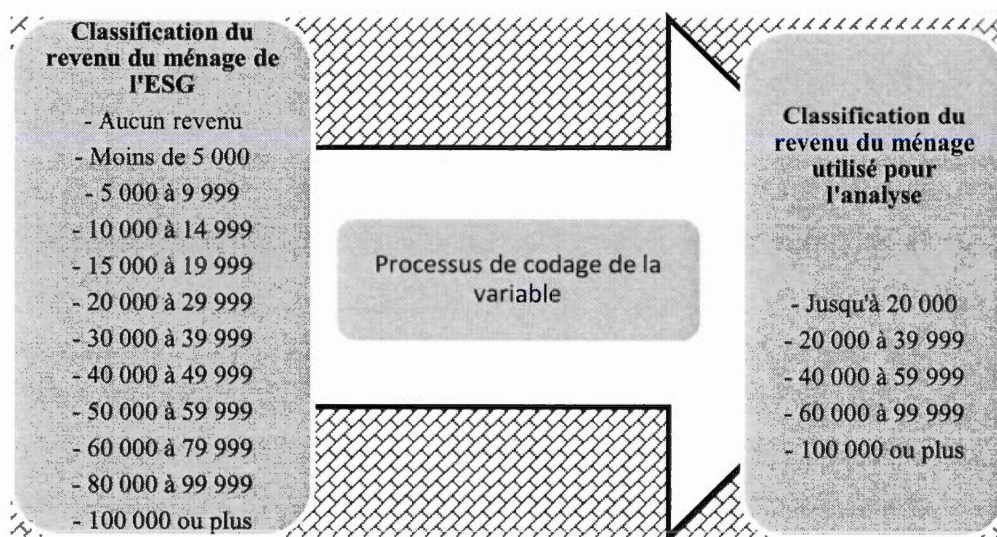 Classification du
revenu du ménage de
l'ESG
- Aucun revenu
- Moins de 5 000
- 5 000 à 9 999
- 10 000 à 14 999
- 15 000 à 19 999
- 20 000 à 29 999
- 30 000 à 39 999
- 40 000 à 49 999
- 50 000 à 59 999
- 60 000 à 79 999
- 80 000 à 99 999
- 100 000 ou plus
Processus de codage de la
variable
Classification du
revenu du ménage
utilisé pour
l'analyse
- Jusqu'à 20 000
- 20 000 à 39 999
- 40 000 à 59 999
- 60 000 à 99 999
- 100 000 ou plus